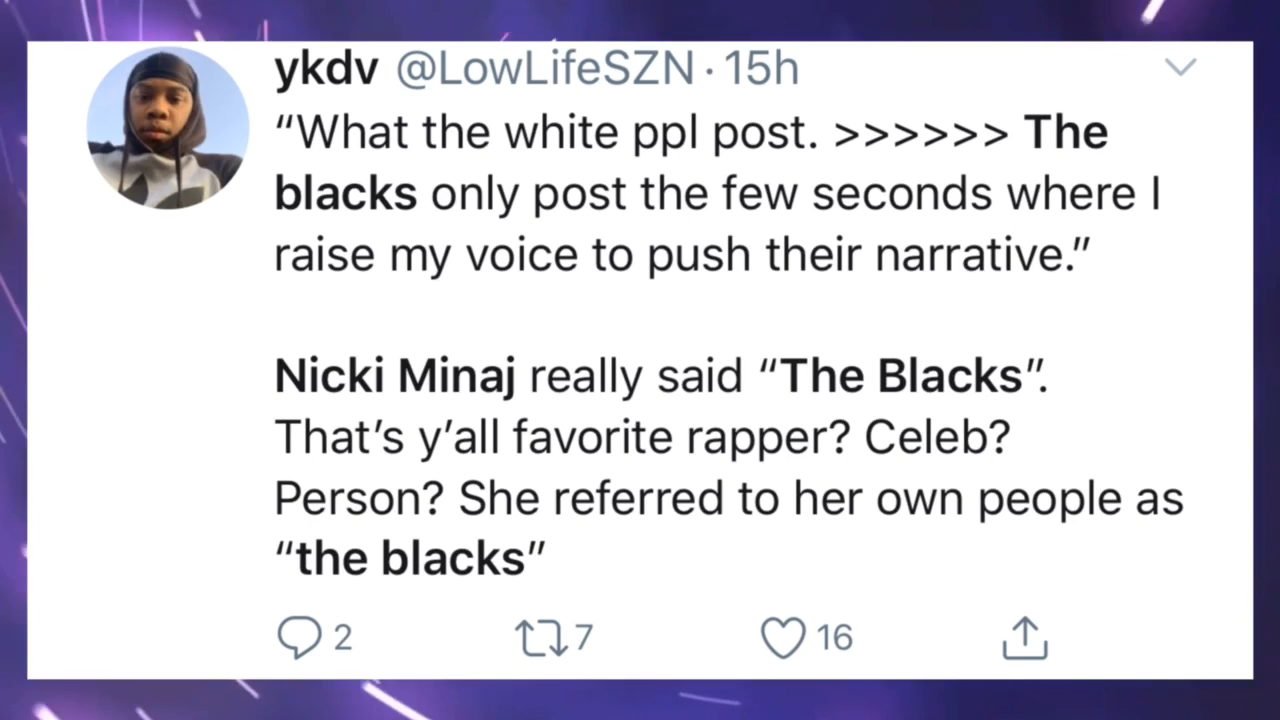 ykdv @LowLifeSZN · 15h
“What the white ppl post. >>>>>> The
blacks only post the few seconds where I
raise my voice to push their narrative.”
Nicki Minaj really said “The Blacks”.
That’s y’all favorite rapper? Celeb?
Person? She referred to her own people as
“the blacks”
2 7 16